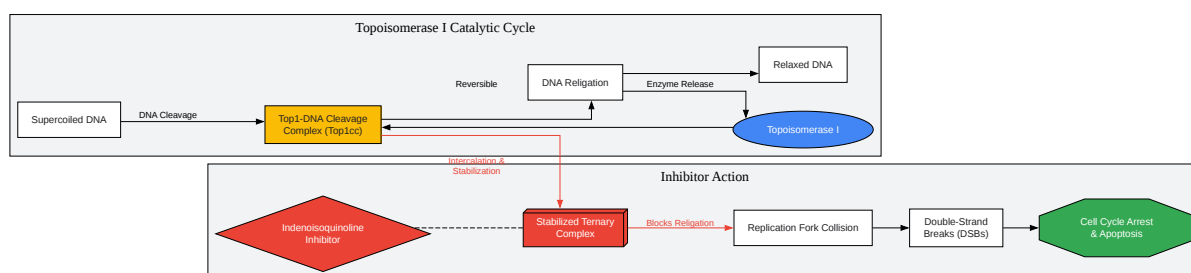 Topoisomerase I Catalytic Cycle
Supercoiled DNA
DNA Cleavage
Top1-DNA Cleavage
Complex (Top1cc)
Reversible
DNA Religation
Relaxed DNA
Enzyme Release
Topoisomerase I
Intercalation &
Stabilization
Inhibitor Action
Indenoisoquinoline
Inhibitor
Stabilized Ternary
Complex
Blocks Religation
Replication Fork Collision
Double-Strand
Breaks (DSBs)
Cell Cycle Arrest
& Apoptosis